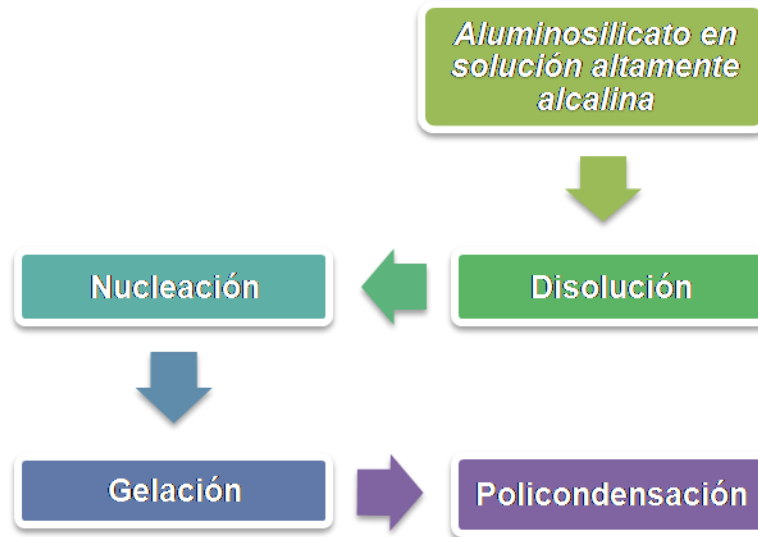 Aluminosilicato en
solución altamente
alcalina
Disolución
Nucleación
Gelación
Policondensación